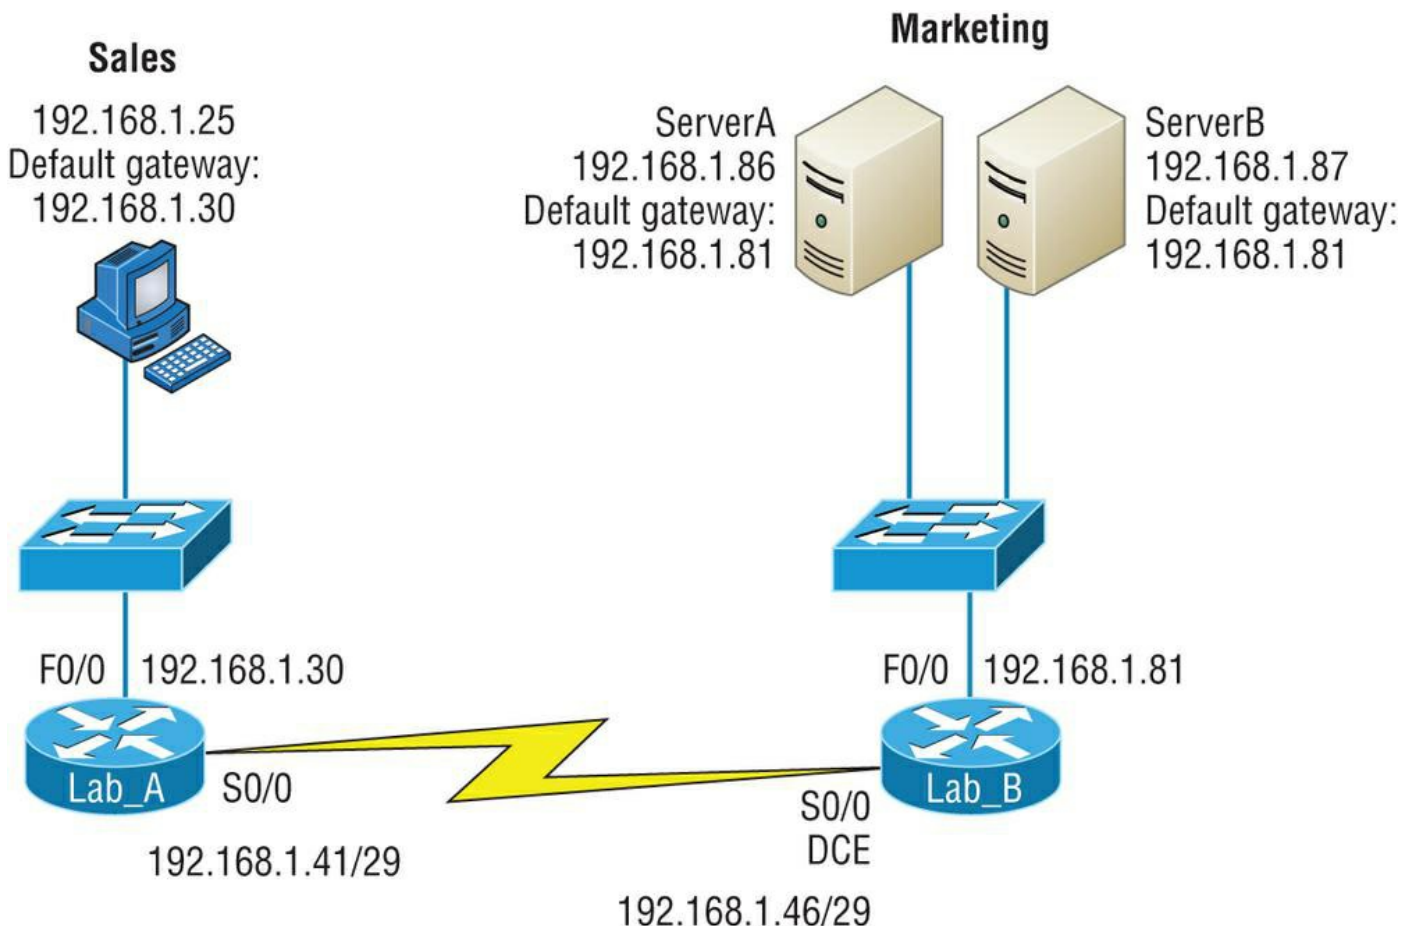 Sales
192.168.1.25
Default gateway:
192.168.1.30
Marketing
ServerA
192.168.1.86
Default gateway:
192.168.1.81
ServerB
192.168.1.87
Default gateway:
192.168.1.81
F0/0 192.168.1.30
Lab_A
S0/0
192.168.1.41/29
F0/0 192.168.1.81
Lab_B
S0/0
DCE
192.168.1.46/29